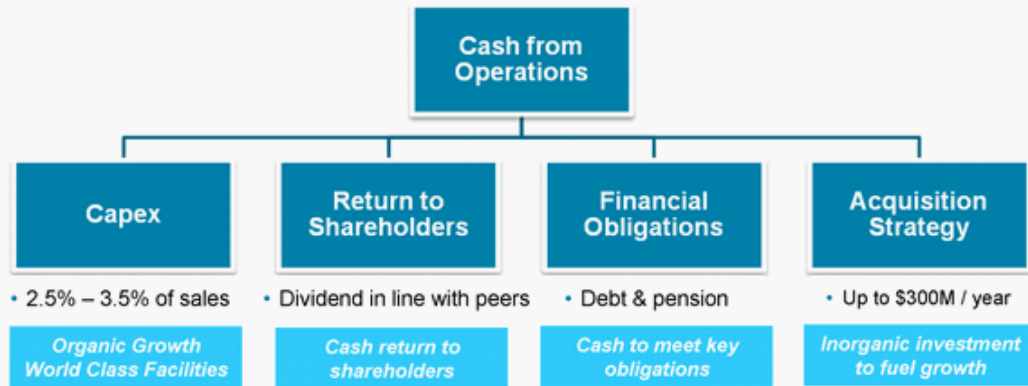 Cash from
Operations
Capex
Return to
Shareholders
Financial
Obligations
Acquisition
Strategy
• 2.5% – 3.5% of sales
• Dividend in line with peers
• Debt & pension
• Up to $300M / year
Organic Growth
World Class Facilities
Cash return to
shareholders
Cash to meet key
obligations
Inorganic investment
to fuel growth